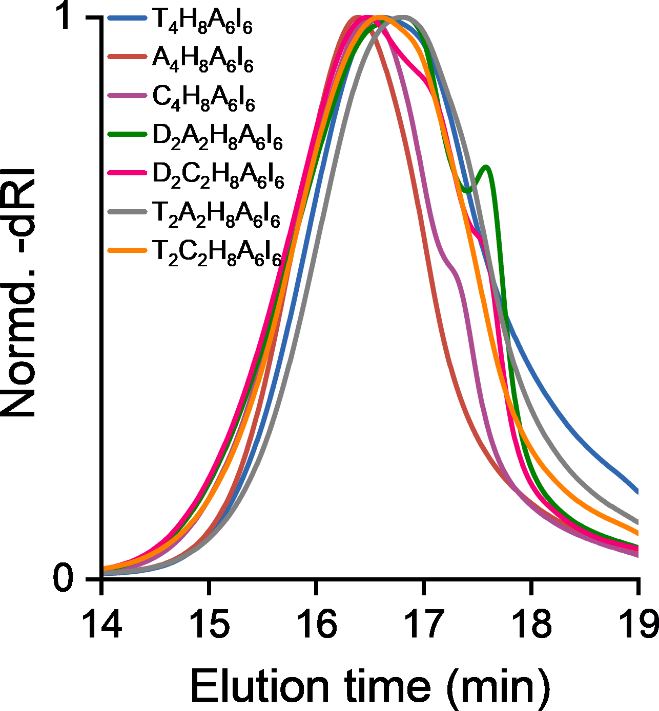 1
T₄H₈A₆I₆
A₄H₈A₆I₆
C₄H₈A₆I₆
D₂A₂H₈A₆I₆
D₂C₂H₈A₆I₆
T₂A₂H₈A₆I₆
T₂C₂H₈A₆I₆
Normd. -dRI
0
14 15 16 17 18 19
Elution time (min)